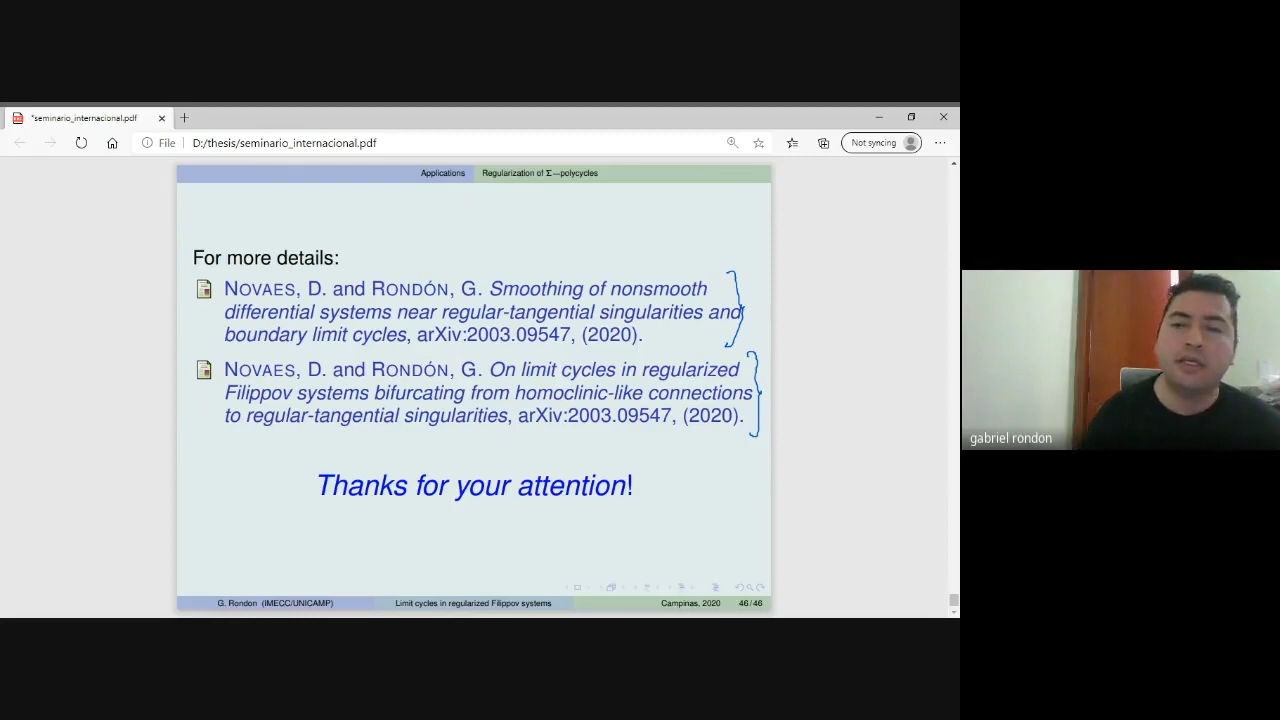 *seminario_internacional.pdf
File
D:/thesis/seminario_internacional.pdf
Not syncing
Applications Regularization of Σ−polycycles
For more details:
NOVAES, D. and RONDÓN, G. Smoothing of nonsmooth
differential systems near regular-tangential singularities and
boundary limit cycles, arXiv:2003.09547, (2020).
NOVAES, D. and RONDÓN, G. On limit cycles in regularized
Filippov systems bifurcating from homoclinic-like connections
to regular-tangential singularities, arXiv:2003.09547, (2020).
Thanks for your attention!
G. Rondon (IMECC/UNICAMP) Limit cycles in regularized Filippov systems Campinas, 2020 46/46
gabriel rondon